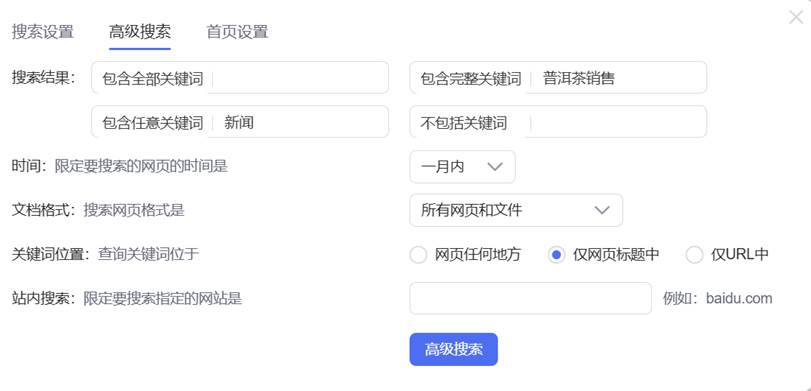 搜索设置 高级搜索 首页设置
搜索结果： 包含全部关键词 包含完整关键词 普洱茶销售
包含任意关键词 新闻 不包括关键词
时间：限定要搜索的网页的时间是 一月内
文档格式：搜索网页格式是 所有网页和文件
关键词位置：查询关键词位于 网页任何地方 仅网页标题中 仅URL中
站内搜索：限定要搜索指定的网站是 例如：baidu.com
高级搜索